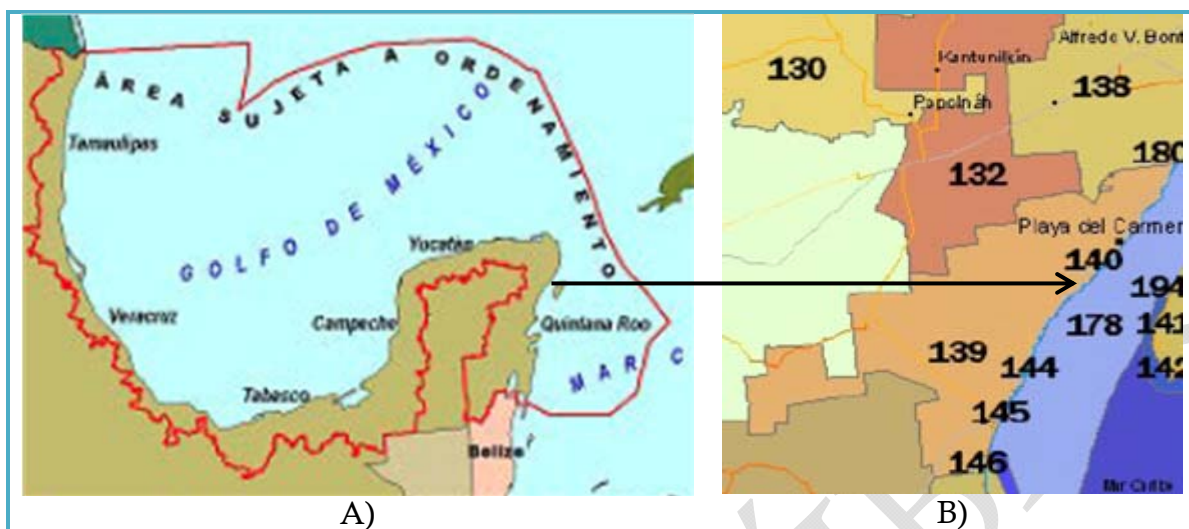 ÁREA SUJETA A ORDENAMIENTO
Tamaulipas
GOLFO DE MÉXICO
Yucatán
Veracruz
Campeche
Quintana Roo
MAR C
Tabasco
Belize
A)
Alfredo V. Bont
Kantunilkín
130
138
Popolnáh
180
132
Playa del Carmen
140
194
178
141
139
144
142
145
146
Mar Caribe
B)